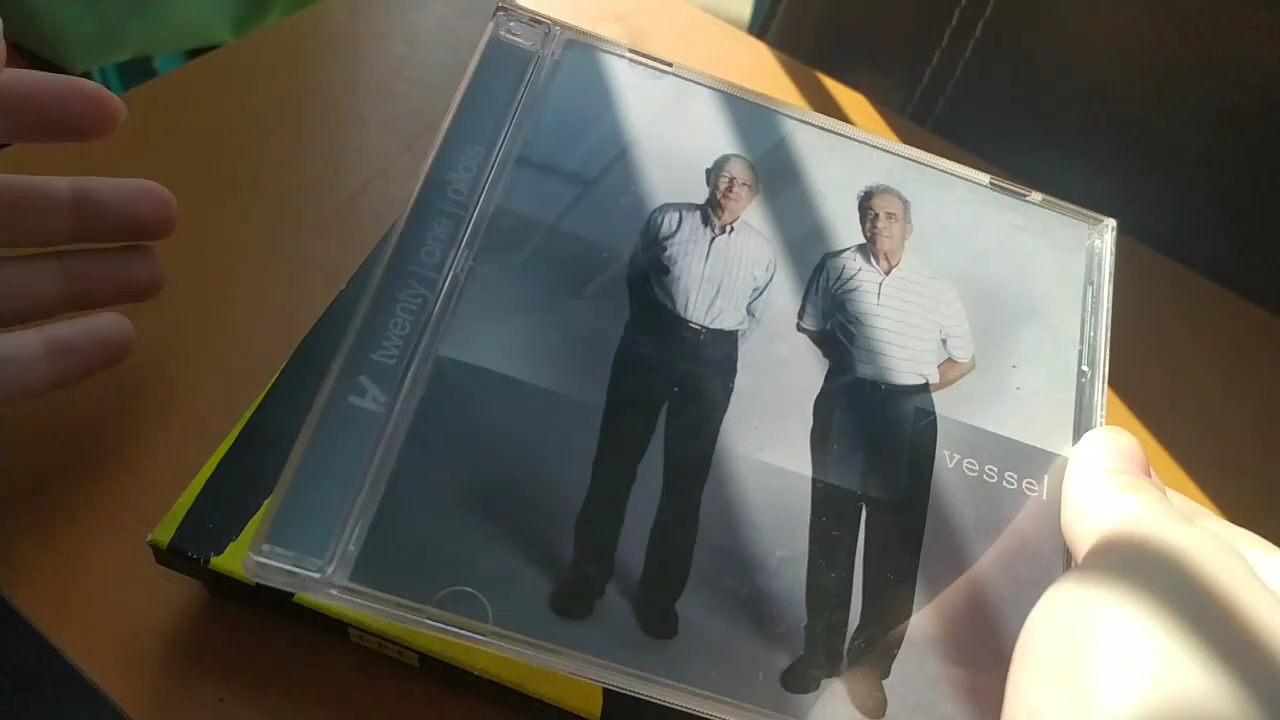 twenty | one | pilots
vessel